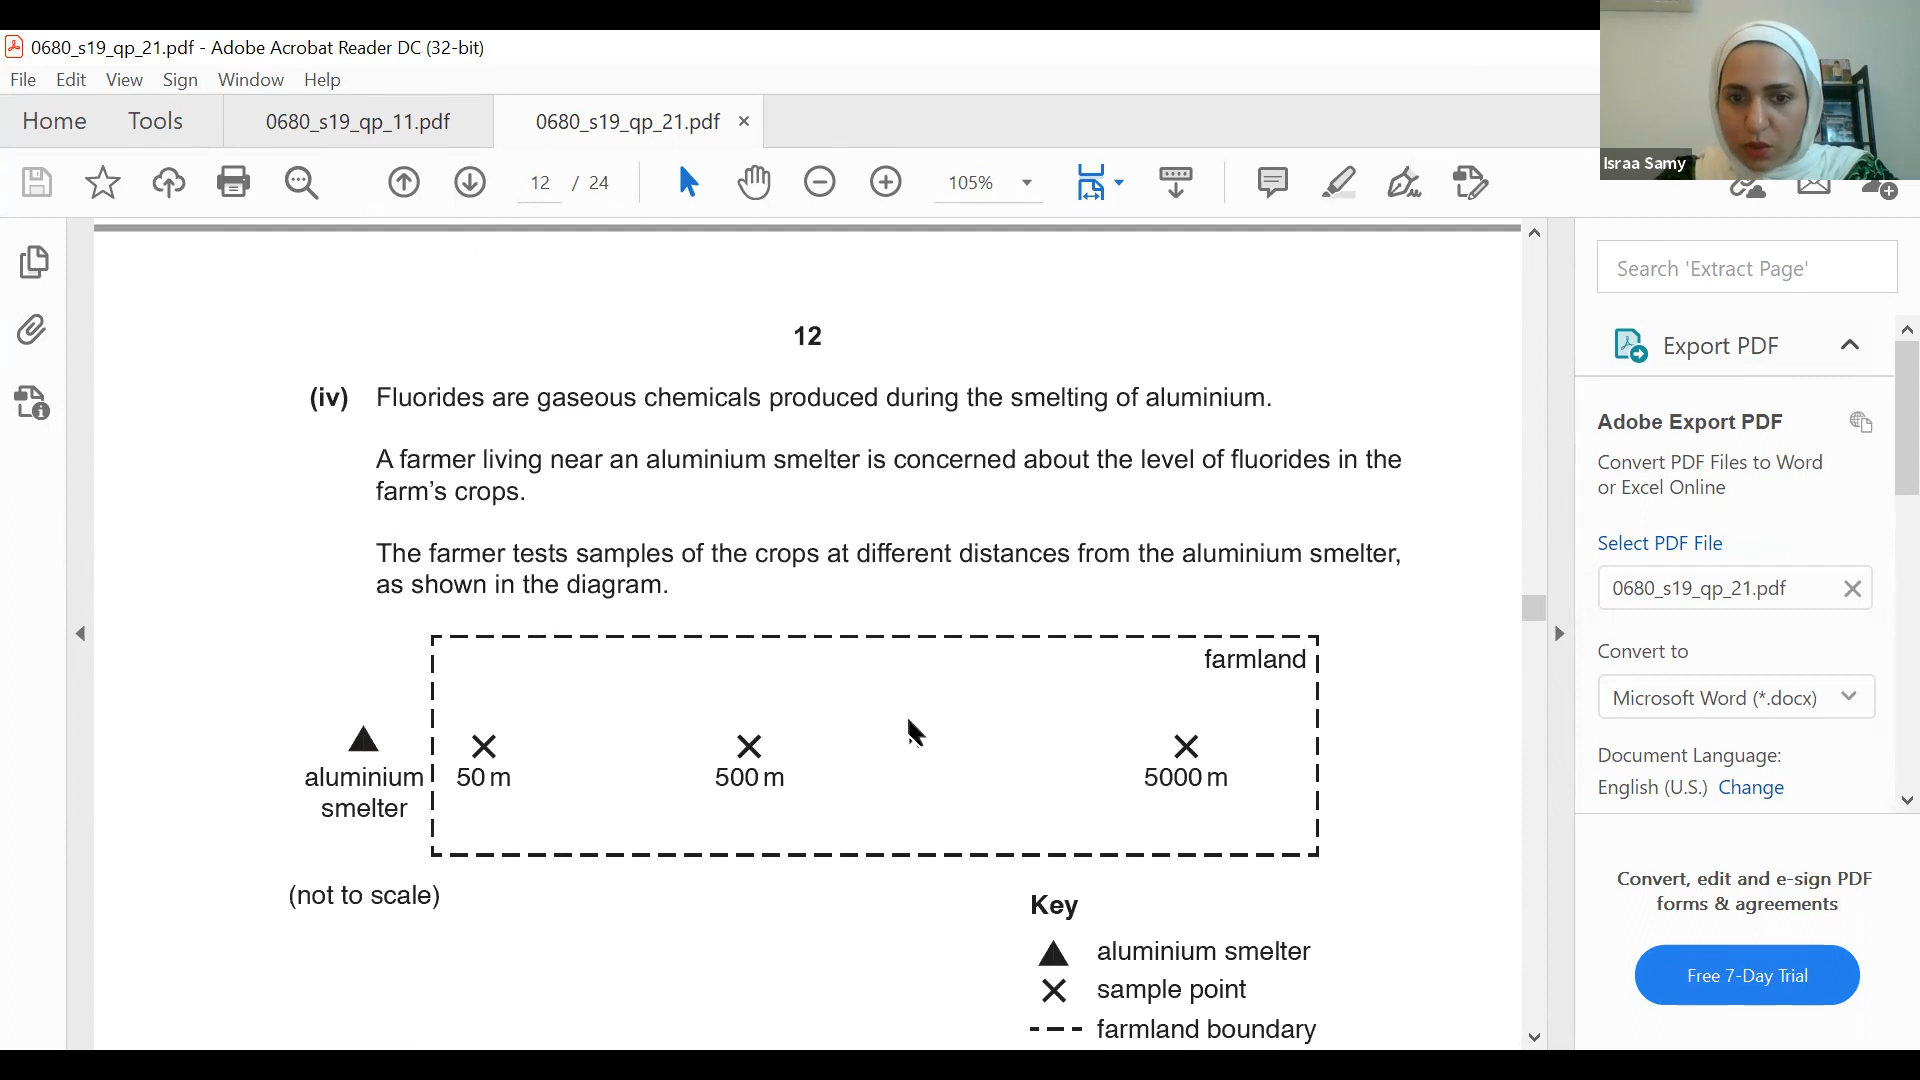 0680_s19_qp_21.pdf - Adobe Acrobat Reader DC (32-bit)
File Edit View Sign Window Help
Home Tools 0680_s19_qp_11.pdf 0680_s19_qp_21.pdf ×
12 / 24 105%
Israa Samy
12
(iv) Fluorides are gaseous chemicals produced during the smelting of aluminium.
A farmer living near an aluminium smelter is concerned about the level of fluorides in the
farm's crops.
The farmer tests samples of the crops at different distances from the aluminium smelter,
as shown in the diagram.
farmland
aluminium
smelter
50 m
500 m
5000 m
(not to scale)
Key
aluminium smelter
sample point
farmland boundary
Search 'Extract Page'
Export PDF
Adobe Export PDF
Convert PDF Files to Word
or Excel Online
Select PDF File
0680_s19_qp_21.pdf
Convert to
Microsoft Word (*.docx)
Document Language:
English (U.S.) Change
Convert, edit and e-sign PDF
forms & agreements
Free 7-Day Trial